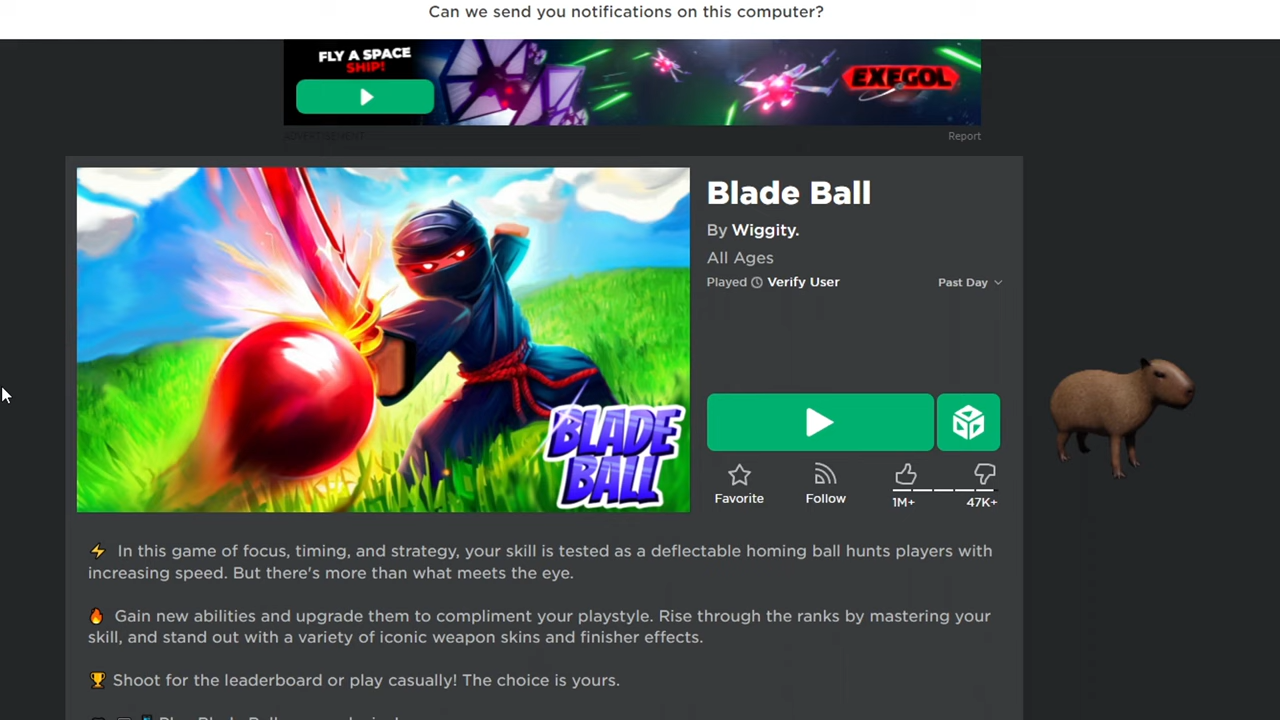 Can we send you notifications on this computer?
FLY A SPACE
SHIP!
EXEGOL
ADVERTISEMENT
Report
Blade Ball
By Wiggity.
All Ages
Played Verify User
Past Day
BLADE
BALL
Favorite
Follow
1M+
47K+
⚡ In this game of focus, timing, and strategy, your skill is tested as a deflectable homing ball hunts players with
increasing speed. But there's more than what meets the eye.
🔥 Gain new abilities and upgrade them to compliment your playstyle. Rise through the ranks by mastering your
skill, and stand out with a variety of iconic weapon skins and finisher effects.
🏆 Shoot for the leaderboard or play casually! The choice is yours.